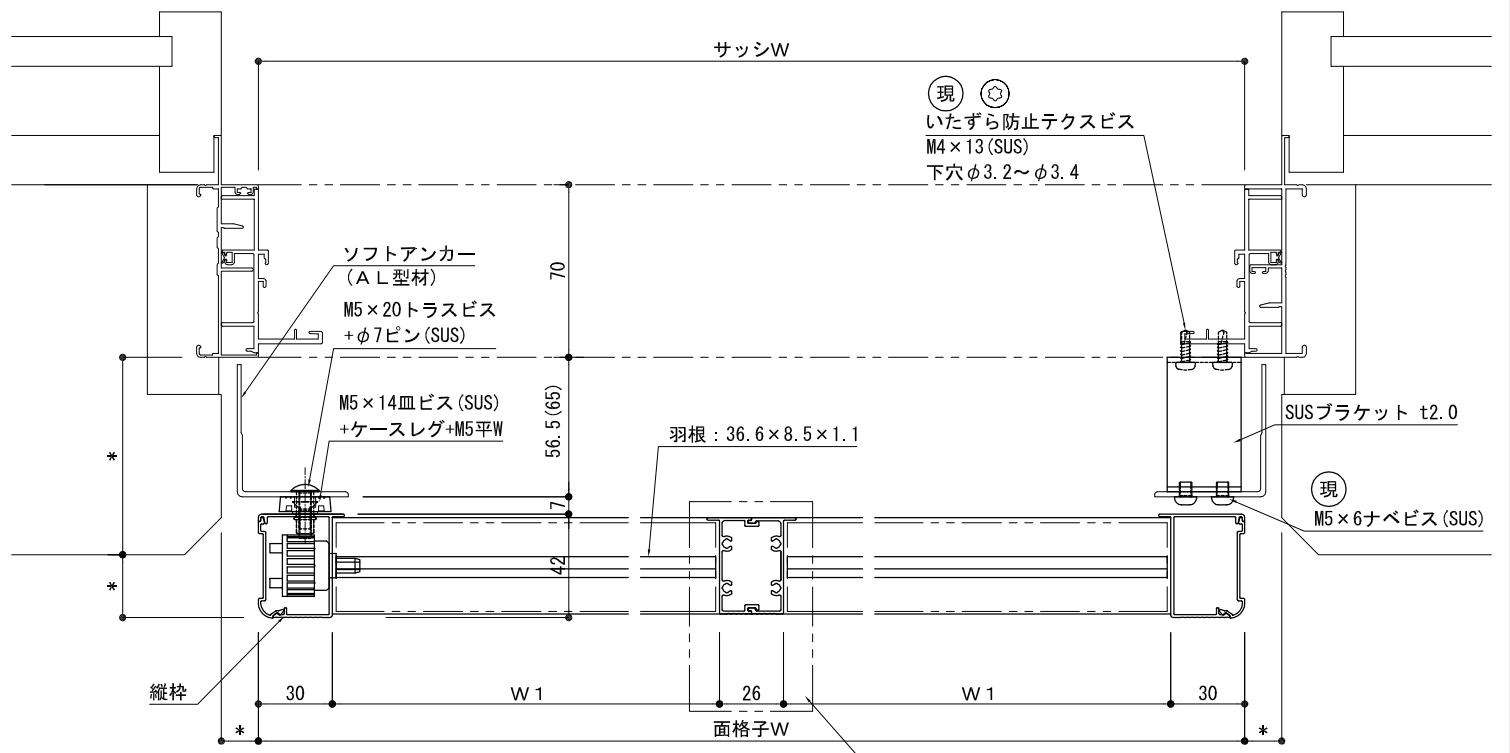 サッシW
現
いたずら防止テクスビス
M4×13(SUS)
下穴φ3.2～φ3.4
ソフトアンカー
(ＡＬ型材)
M5×20トラスビス
+φ7ピン(SUS)
70
M5×14皿ビス(SUS)
+ケースレグ+M5平W
56.5(65)
羽根：36.6×8.5×1.1
SUSブラケット t2.0
*
現
M5×6ナベビス(SUS)
7
42
*
縦枠
30
W1
26
W1
30
*
面格子W
*